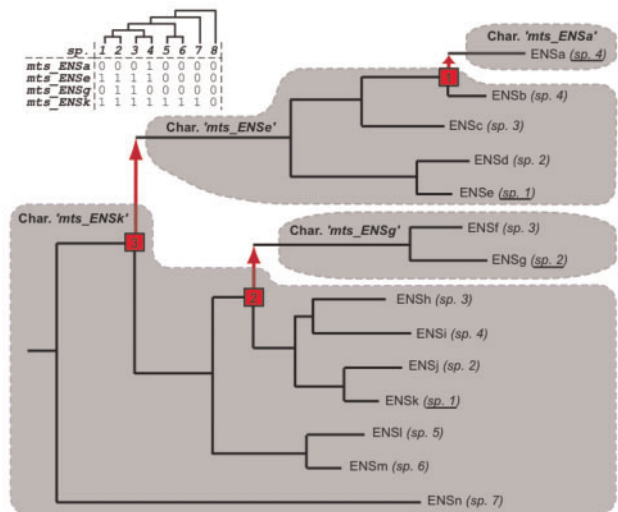 sp. 1 2 3 4 5 6 7 8
mts_ENSa 0 0 0 1 0 0 0 0
mts_ENSe 1 1 1 1 0 0 0 0
mts_ENSg 0 1 1 0 0 0 0 0
mts_ENSk 1 1 1 1 1 1 1 0
Char. 'mts_ENSa'
ENSa (sp. 4)
1
ENSb (sp. 4)
Char. 'mts_ENSe'
ENSc (sp. 3)
ENSd (sp. 2)
ENSe (sp. 1)
Char. 'mts_ENSk'
3
Char. 'mts_ENSg'
ENSf (sp. 3)
ENSg (sp. 2)
2
ENSh (sp. 3)
ENSi (sp. 4)
ENSj (sp. 2)
ENSk (sp. 1)
ENSl (sp. 5)
ENSm (sp. 6)
ENSn (sp. 7)